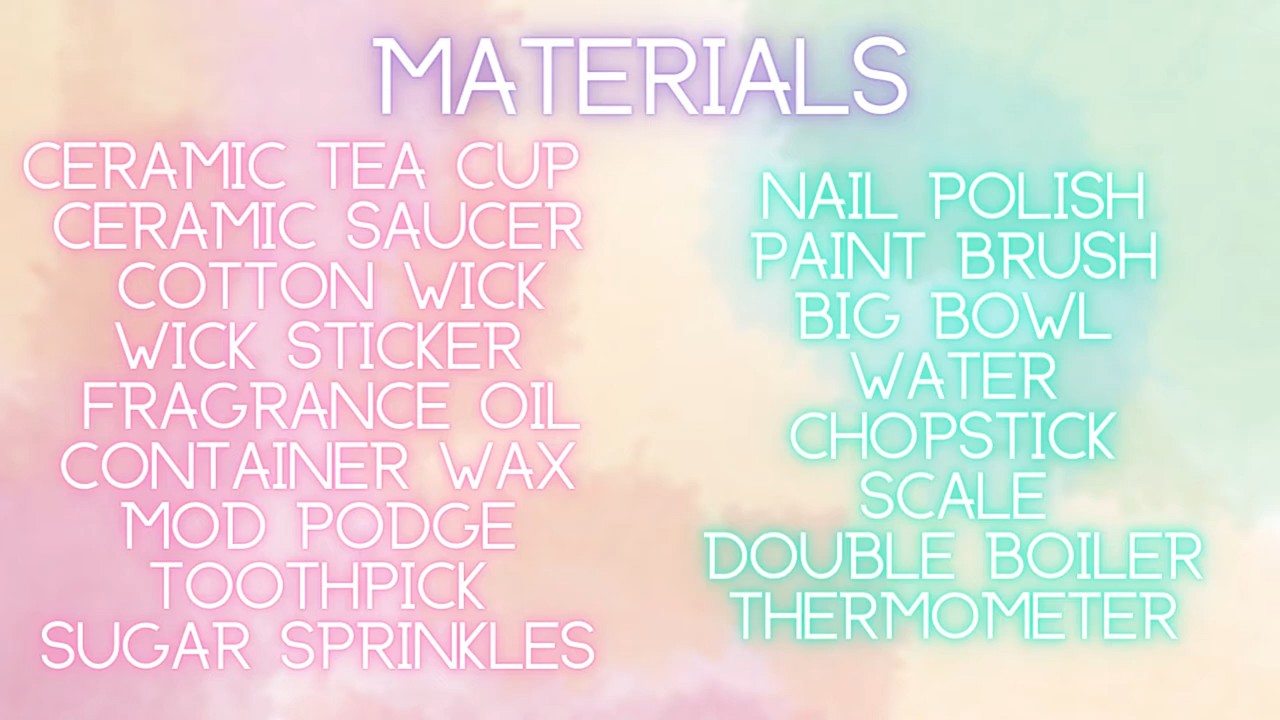 MATERIALS
CERAMIC TEA CUP
CERAMIC SAUCER
COTTON WICK
WICK STICKER
FRAGRANCE OIL
CONTAINER WAX
MOD PODGE
TOOTHPICK
SUGAR SPRINKLES
NAIL POLISH
PAINT BRUSH
BIG BOWL
WATER
CHOPSTICK
SCALE
DOUBLE BOILER
THERMOMETER